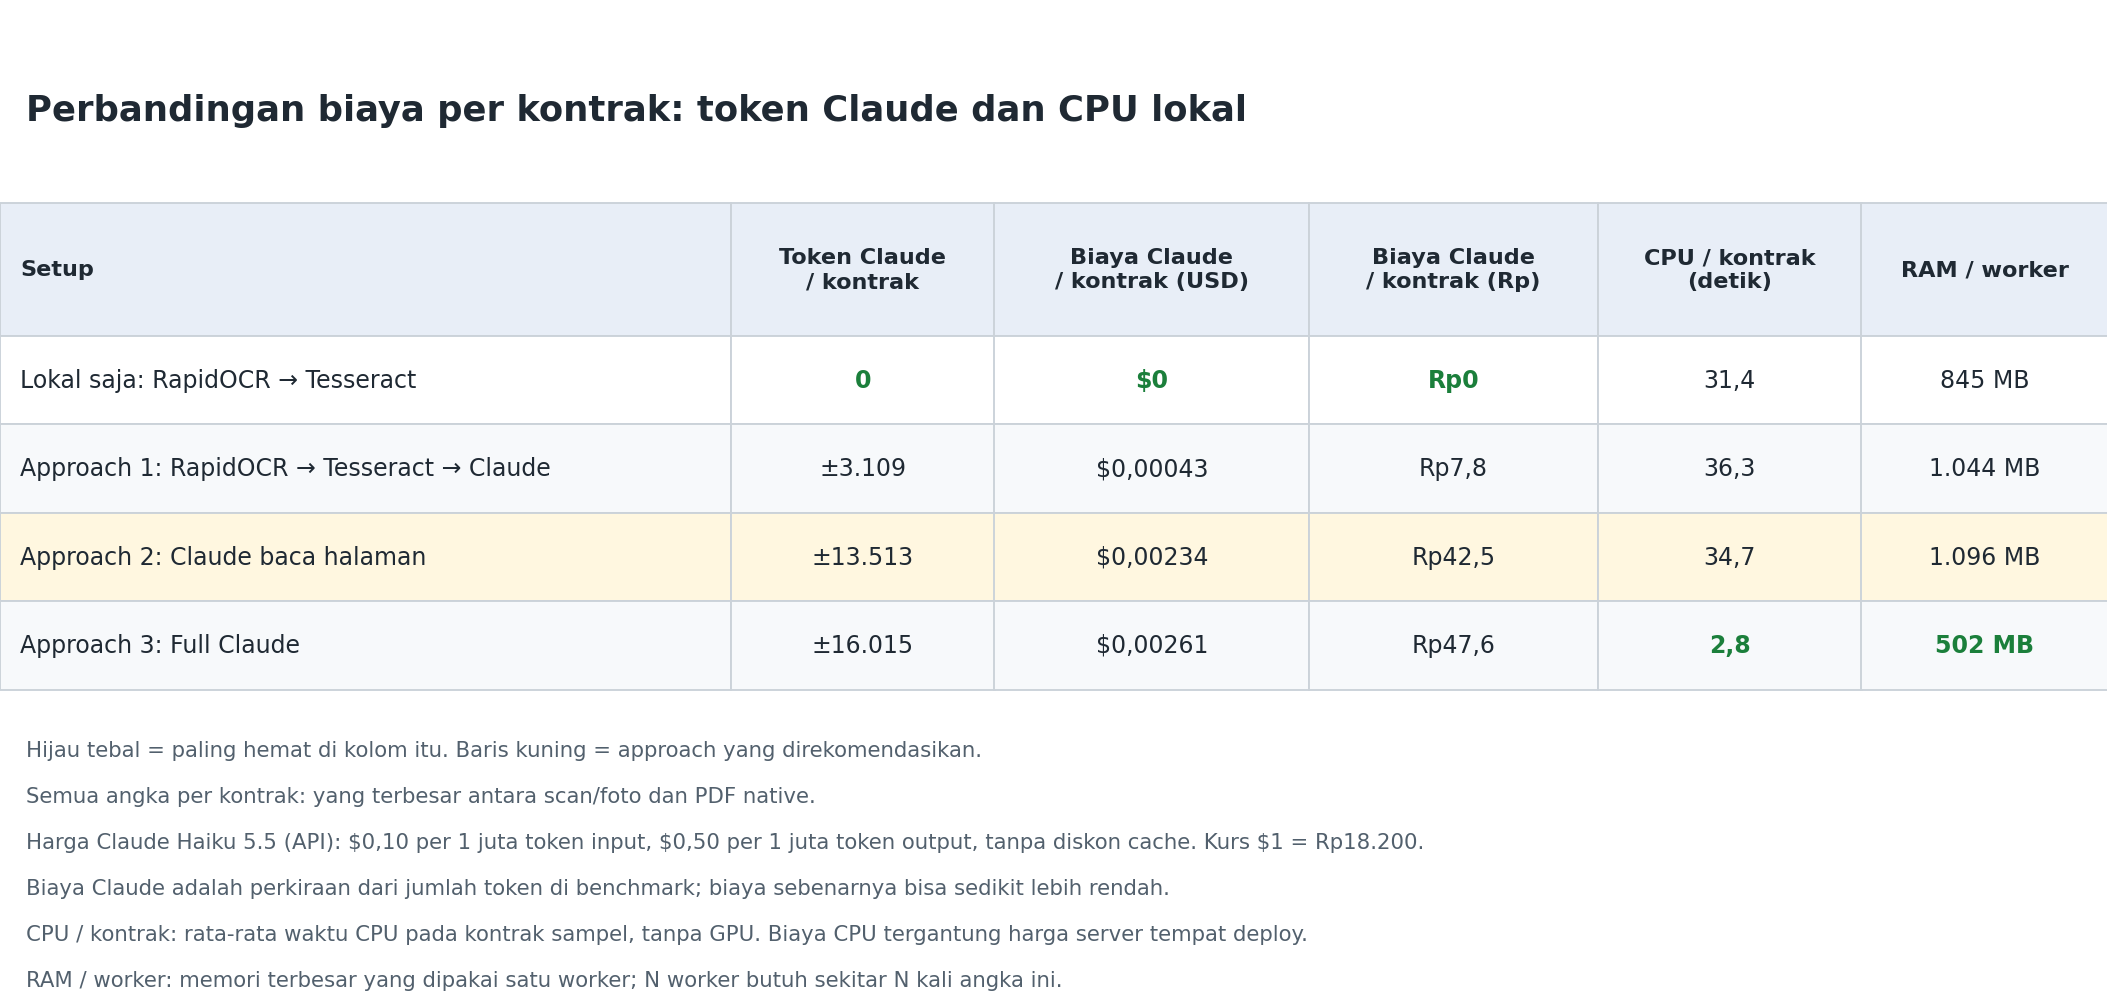 Perbandingan biaya per kontrak: token Claude dan CPU lokal
Setup
Token Claude
/ kontrak
Biaya Claude
/ kontrak (USD)
Biaya Claude
/ kontrak (Rp)
CPU / kontrak
(detik)
RAM / worker
Lokal saja: RapidOCR → Tesseract
0
$0
Rp0
31,4
845 MB
Approach 1: RapidOCR → Tesseract → Claude
±3.109
$0,00043
Rp7,8
36,3
1.044 MB
Approach 2: Claude baca halaman
±13.513
$0,00234
Rp42,5
34,7
1.096 MB
Approach 3: Full Claude
±16.015
$0,00261
Rp47,6
2,8
502 MB
Hijau tebal = paling hemat di kolom itu. Baris kuning = approach yang direkomendasikan.
Semua angka per kontrak: yang terbesar antara scan/foto dan PDF native.
Harga Claude Haiku 5.5 (API): $0,10 per 1 juta token input, $0,50 per 1 juta token output, tanpa diskon cache. Kurs $1 = Rp18.200.
Biaya Claude adalah perkiraan dari jumlah token di benchmark; biaya sebenarnya bisa sedikit lebih rendah.
CPU / kontrak: rata-rata waktu CPU pada kontrak sampel, tanpa GPU. Biaya CPU tergantung harga server tempat deploy.
RAM / worker: memori terbesar yang dipakai satu worker; N worker butuh sekitar N kali angka ini.